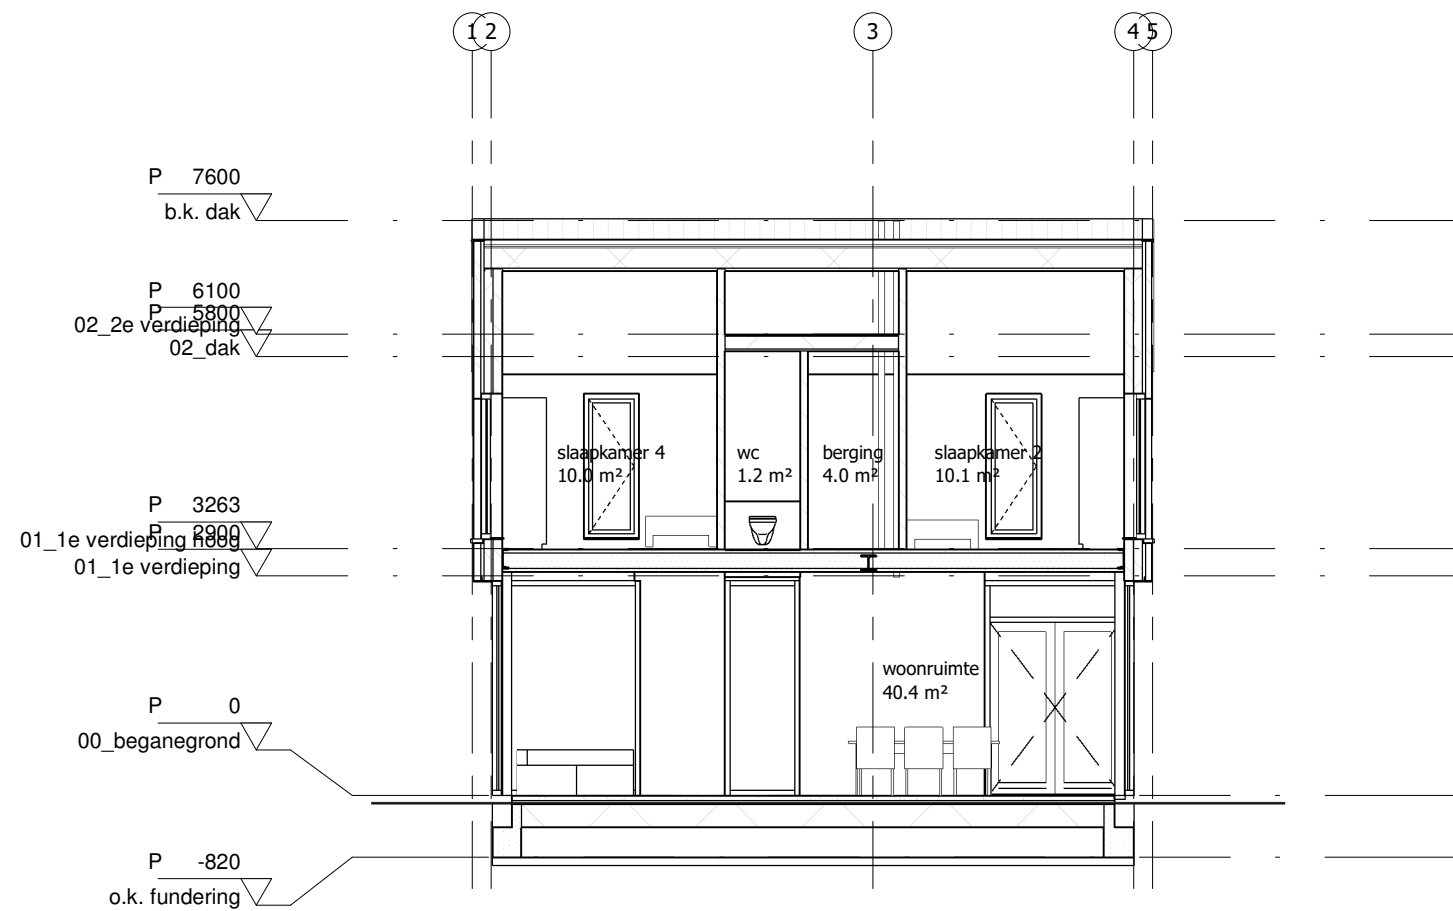 1 2 3 4 5
P 7600
b.k. dak
P 6100
P 5800
02_2e verdieping
02_dak
slaapkamer 4
10.0 m²
wc
1.2 m²
berging
4.0 m²
slaapkamer 2
10.1 m²
P 3263
P 2900
01_1e verdieping hoog
01_1e verdieping
woonruimte
40.4 m²
P 0
00_beganegrond
P -820
o.k. fundering